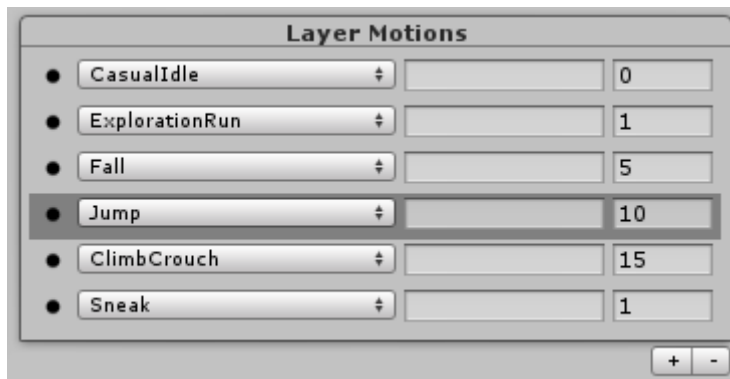 Layer Motions
CasualIdle 0
ExplorationRun 1
Fall 5
Jump 10
ClimbCrouch 15
Sneak 1
+ -